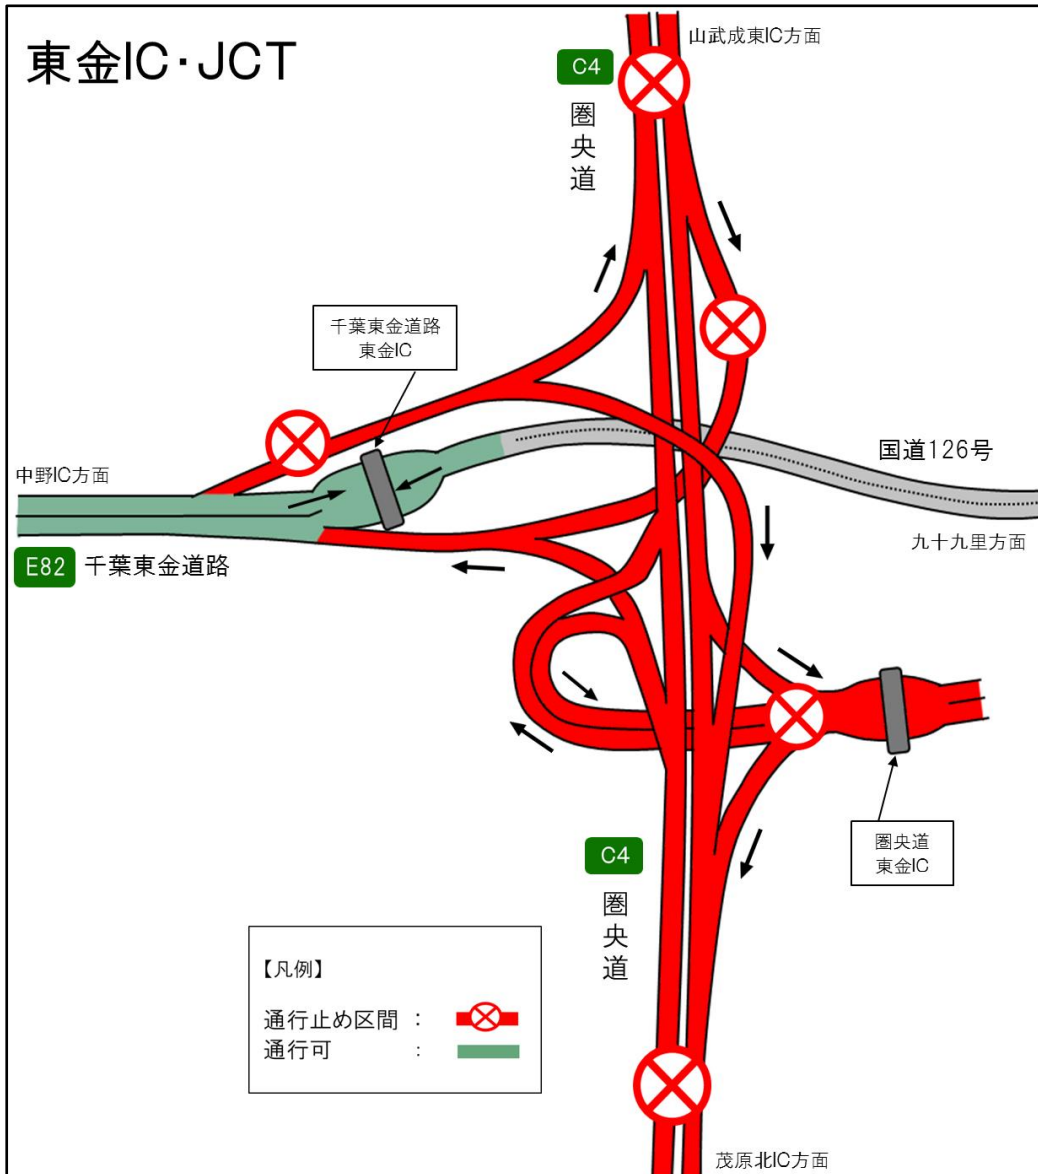 東金IC・JCT
山武成東IC方面
C4
圏央道
千葉東金道路
東金IC
国道126号
中野IC方面
九十九里方面
E82 千葉東金道路
圏央道
東金IC
C4
圏央道
【凡例】
通行止め区間 :
通行可 :
茂原北IC方面